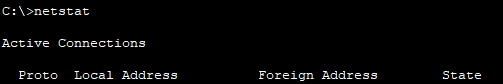 C:\>netstat
Active Connections
Proto  Local Address          Foreign Address        State